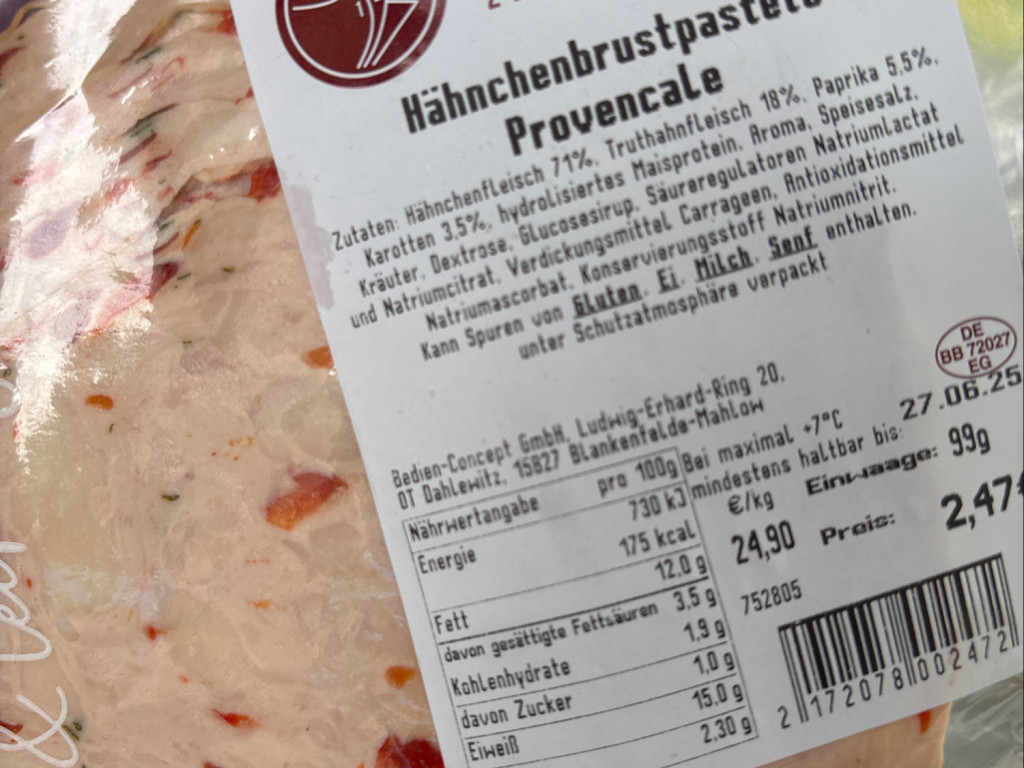 Hähnchenbrustpastete
Provencale
Zutaten: Hähnchenfleisch 71%, Truthahnfleisch 18%, Paprika 5,5%,
Karotten 3,5%, hydrolisiertes Maisprotein, Aroma, Speisesalz,
Kräuter, Dextrose, Glucosesirup, Säureregulatoren Natriumlactat
und Natriumcitrat, Verdickungsmittel Carrageen, Antioxidationsmittel
Natriumascorbat, Konservierungsstoff Natriumnitrit.
Kann Spuren von Gluten, Ei, Milch, Senf enthalten.
unter Schutzatmosphäre verpackt
DE
BB 72027
EG
Bedien-Concept GmbH, Ludwig-Erhard-Ring 20,
OT Dahlewitz, 15827 Blankenfelde-Mahlow
Nährwertangabe pro 100g
Energie 730 kJ
175 kcal
Fett 12,0 g
davon gesättigte Fettsäuren 3,5 g
Kohlenhydrate 1,9 g
davon Zucker 1,0 g
Eiweiß 15,0 g
2,30 g
Bei maximal +7°C
mindestens haltbar bis: 27.06.25
€/kg Einwaage: 99g
24,90 Preis: 2,47
752805
2 172078 002472